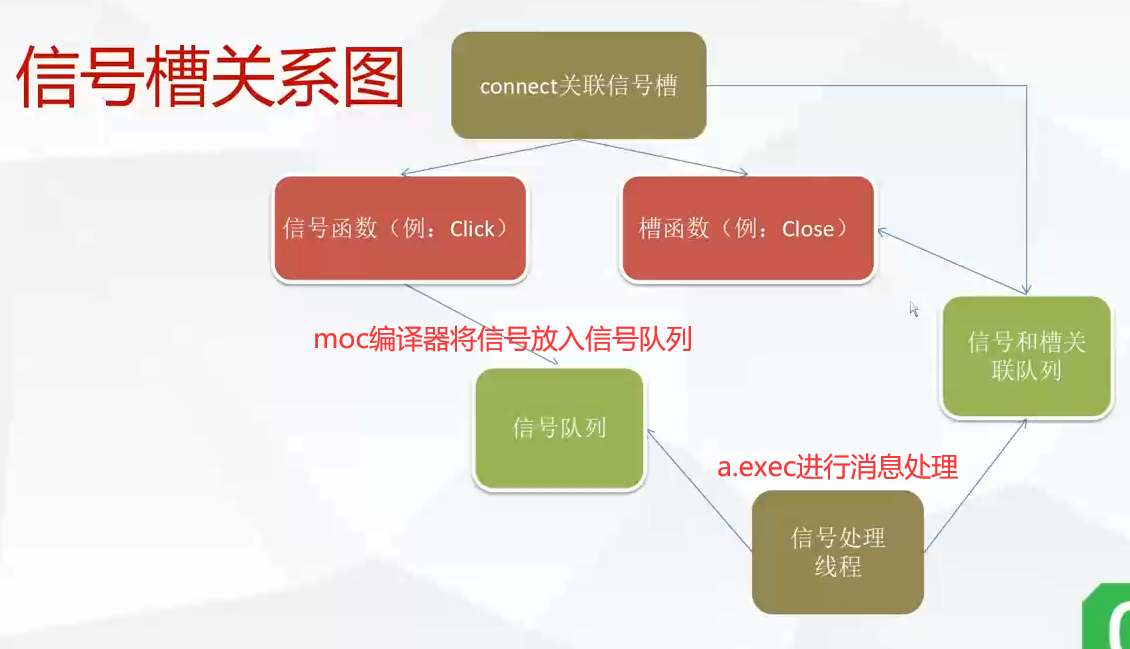 信号槽关系图
connect关联信号槽
信号函数（例：Click）
槽函数（例：Close）
moc编译器将信号放入信号队列
信号和槽关
联队列
信号队列
a.exec进行消息处理
信号处理
线程